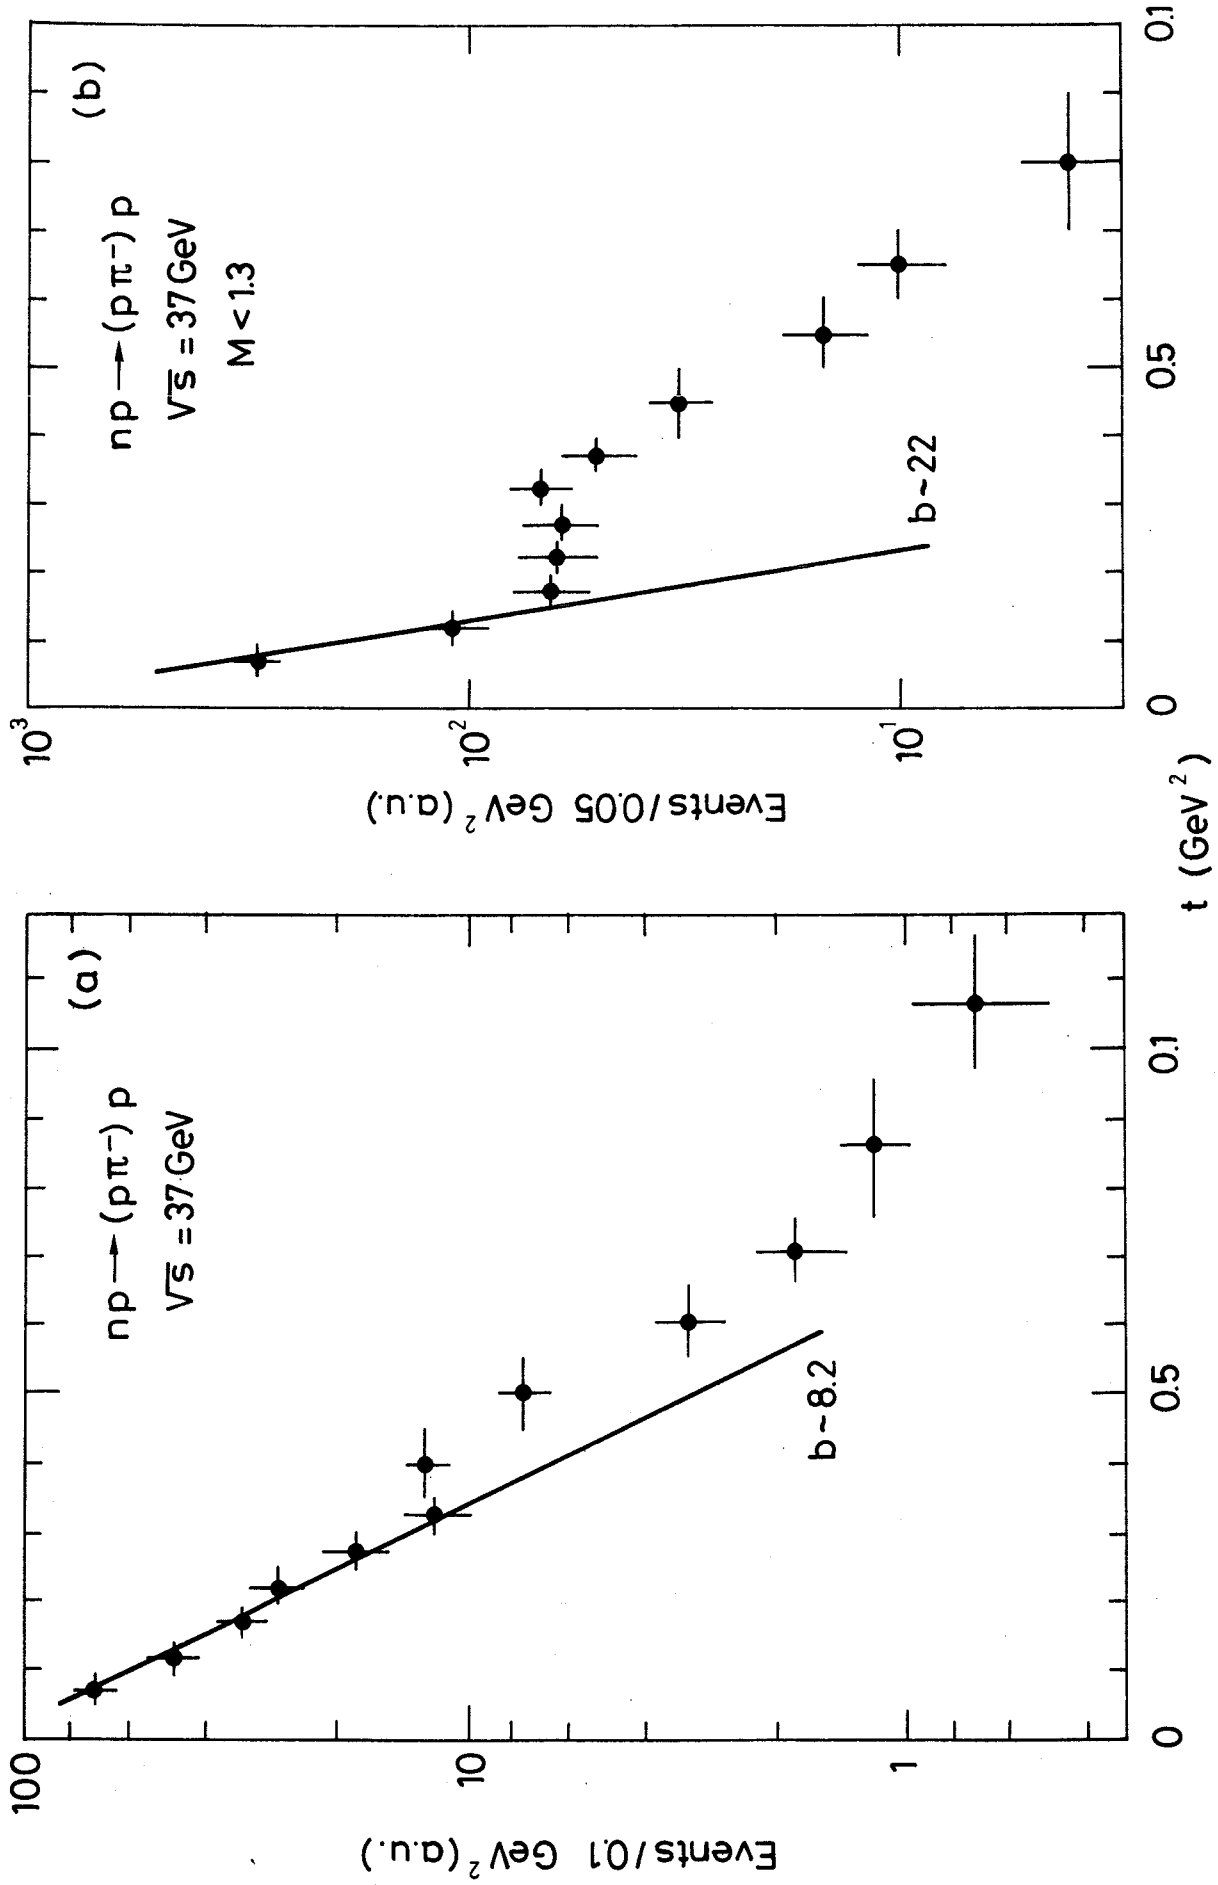 (a)
np → (pπ⁻) p
√s = 37 GeV
b ~ 8.2
100
10
1
Events/0.1 GeV² (a.u.)
0
0.5
0.1
(b)
np → (pπ⁻) p
√s = 37 GeV
M < 1.3
b ~ 22
10³
10²
10¹
Events/0.05 GeV² (a.u.)
0
0.5
0.1
t (GeV²)